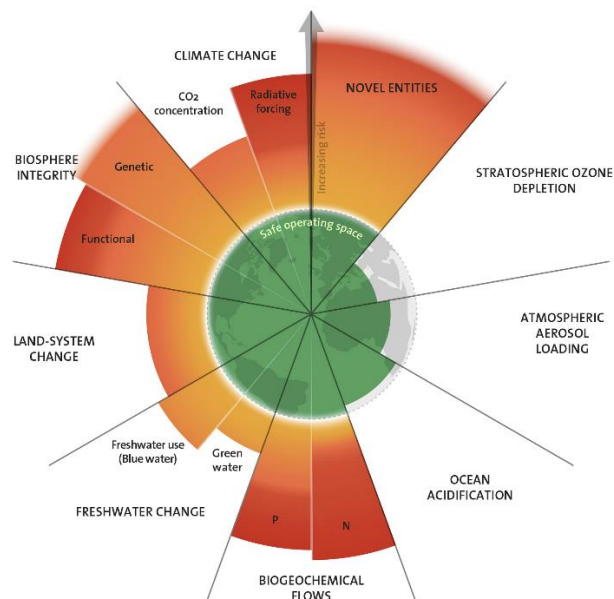 CLIMATE CHANGE
CO2
concentration
Radiative
forcing
NOVEL ENTITIES
Increasing risk
STRATOSPHERIC OZONE
DEPLETION
BIOSPHERE
INTEGRITY
Genetic
Functional
Safe operating space
ATMOSPHERIC
AEROSOL
LOADING
LAND-SYSTEM
CHANGE
Freshwater use
(Blue water)
Green
water
FRESHWATER CHANGE
P
N
OCEAN
ACIDIFICATION
BIOGEOCHEMICAL
FLOWS